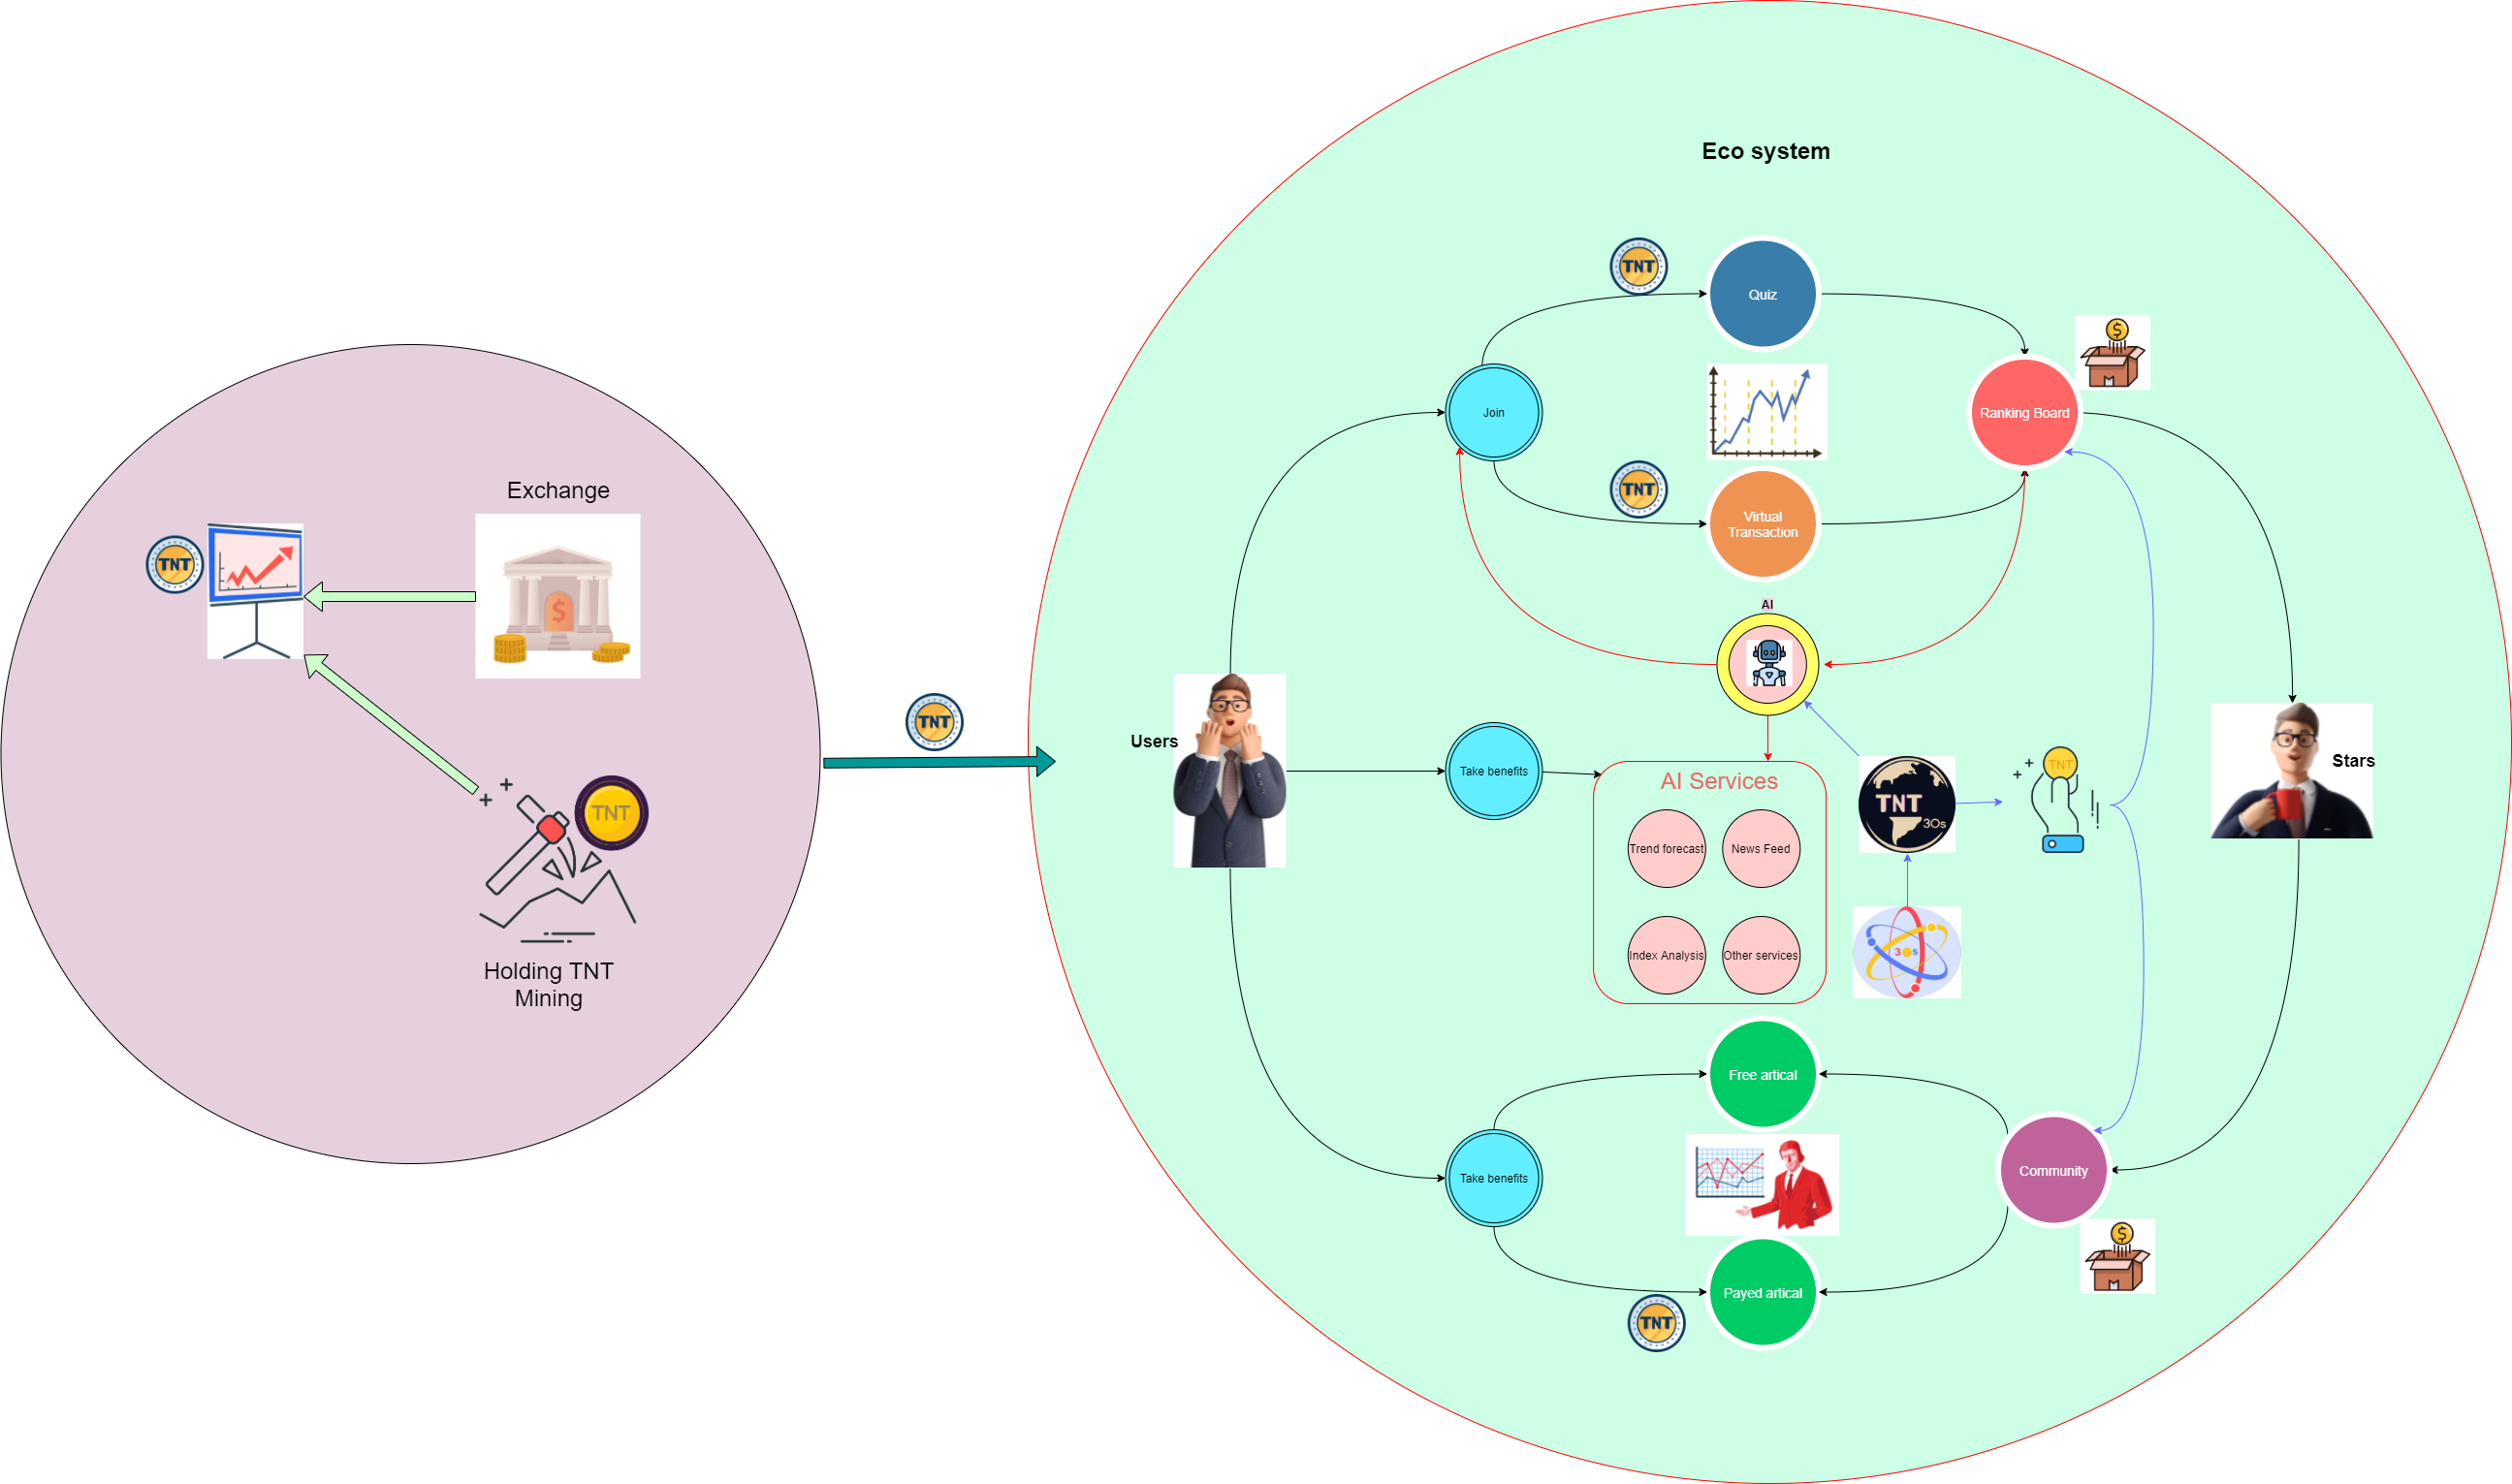 Eco system
TNT
Quiz
Join
Ranking Board
Exchange
TNT
Virtual
Transaction
TNT
AI
TNT
Users
Stars
TNT
Take benefits
AI Services
TNT
30s
TNT
Trend forecast
News Feed
Holding TNT
Mining
Index Analysis
Other services
30s
Free artical
Take benefits
Community
Payed artical
TNT